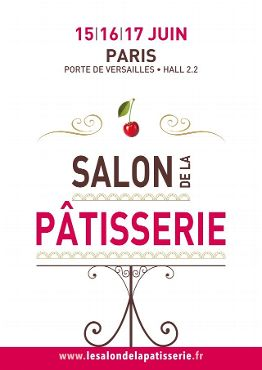 15|16|17 JUIN
PARIS
PORTE DE VERSAILLES • HALL 2.2
SALON DE LA
PÂTISSERIE
www.lesalondelapatisserie.fr